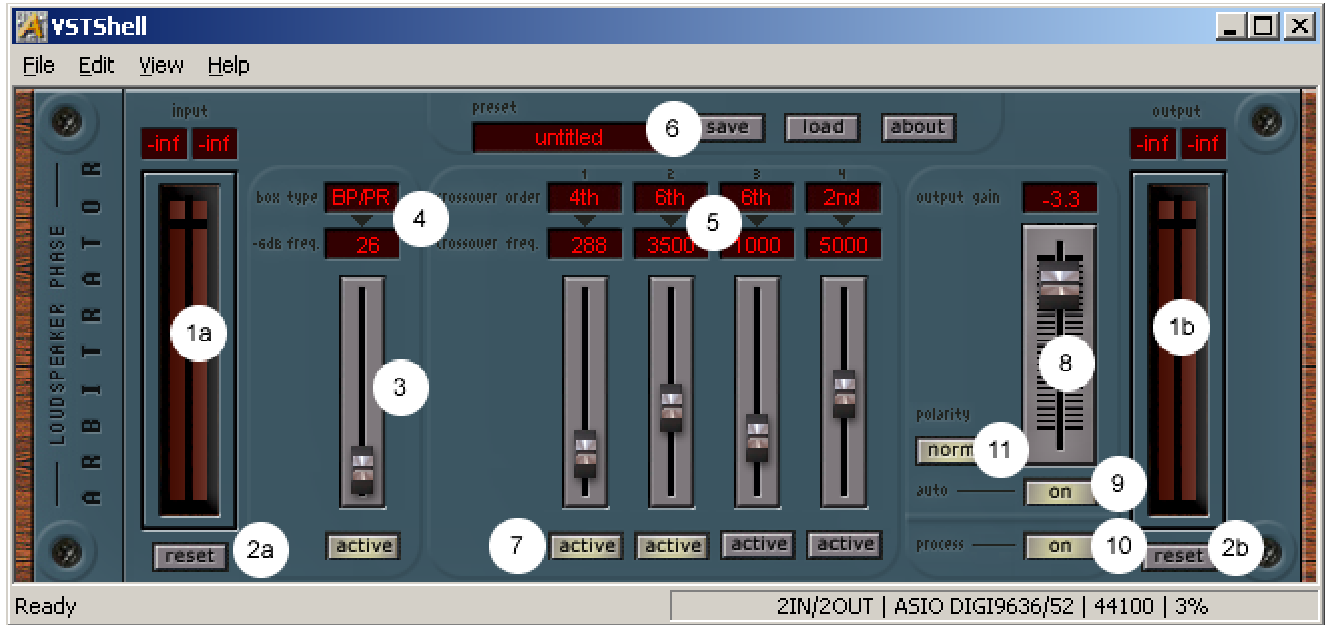 VSTShell
File Edit View Help
input
-inf -inf
preset
untitled
6
save
load
about
output
-inf -inf
LOUDSPEAKER PHASE
ARBITRATOR
box type BP/PR
4
-6dB freq. 26
crossover order
1 2 3 4
4th 6th 6th 2nd
5
crossover freq.
288 3500 1000 5000
output gain -3.3
1a
3
8
1b
polarity
norm
11
auto on
9
reset
2a
active
7
active active active active
process on
10
reset
2b
Ready
2IN/2OUT | ASIO DIGI9636/52 | 44100 | 3%